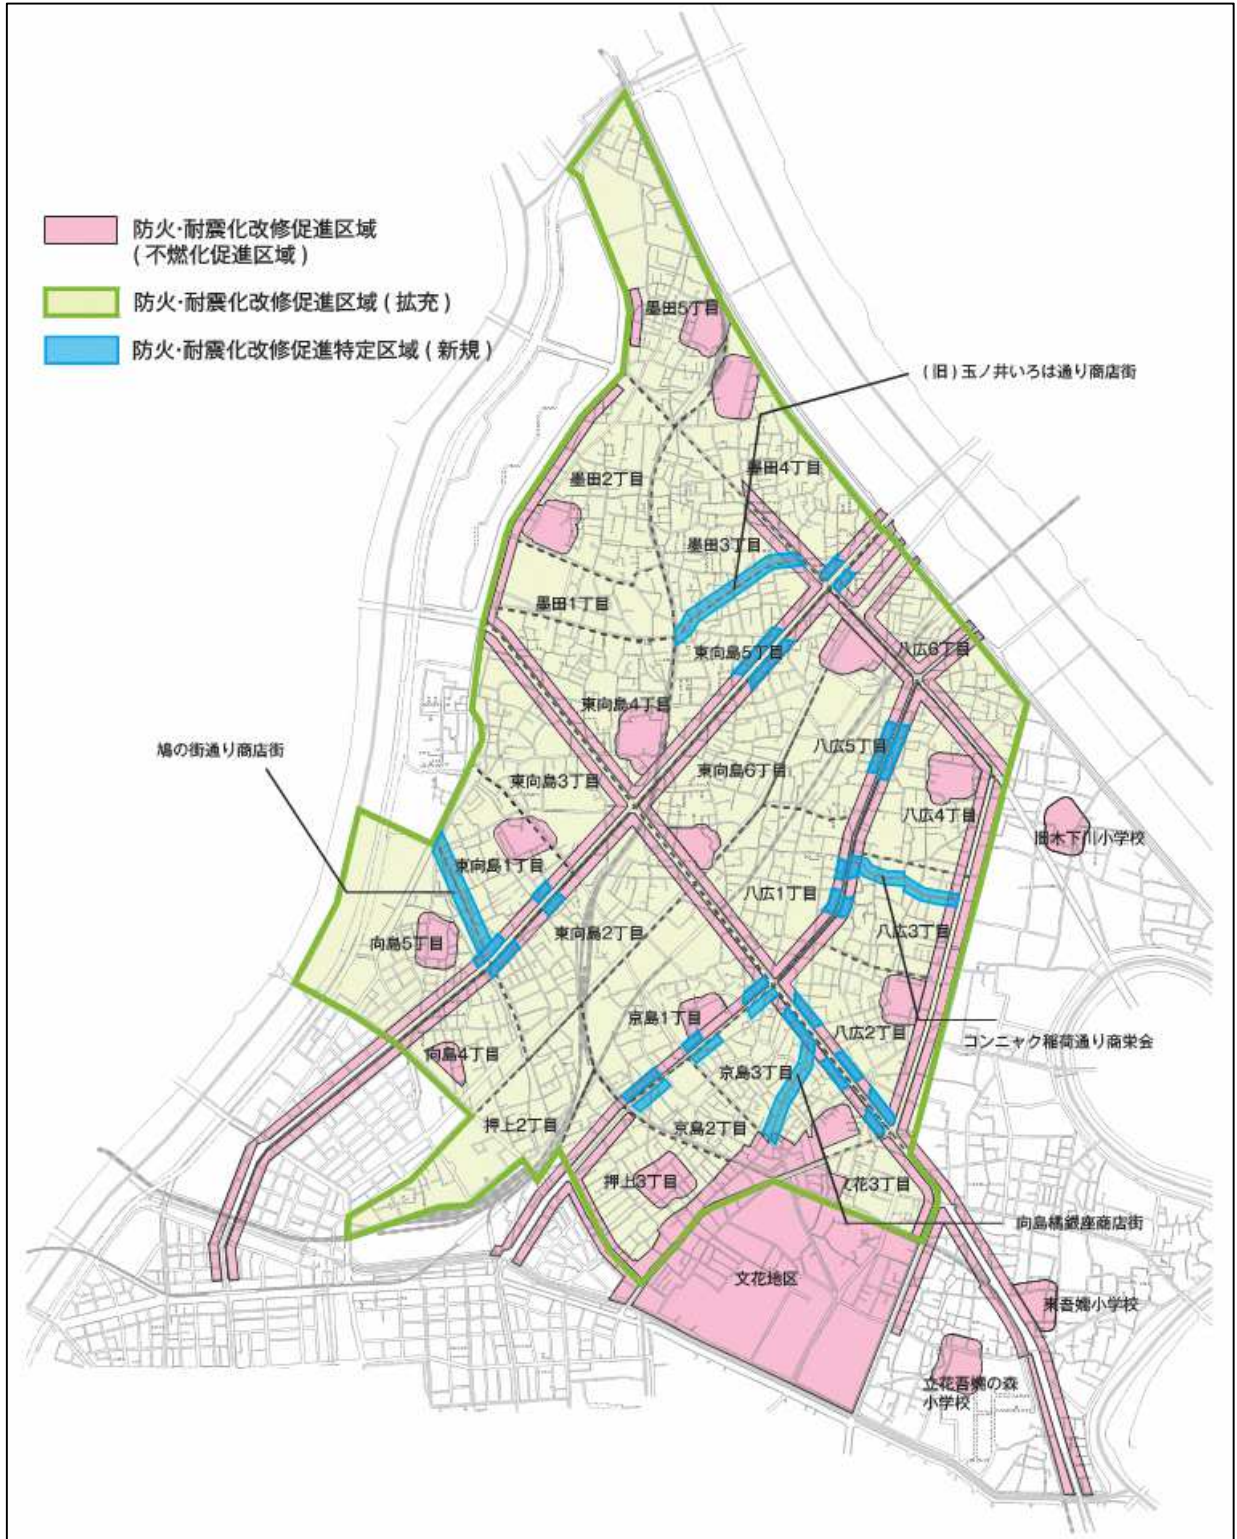 防火・耐震化改修促進区域
(不燃化促進区域)
防火・耐震化改修促進区域(拡充)
防火・耐震化改修促進特定区域(新規)
墨田5丁目
(旧)玉ノ井いろは通り商店街
墨田4丁目
墨田2丁目
墨田3丁目
墨田1丁目
東向島5丁目
八広6丁目
東向島4丁目
八広5丁目
鳩の街通り商店街
東向島3丁目
東向島6丁目
八広4丁目
旧木下川小学校
東向島1丁目
八広1丁目
東向島2丁目
八広3丁目
向島5丁目
京島1丁目
八広2丁目
コンニャク稲荷通り商栄会
向島4丁目
京島3丁目
押上2丁目
京島2丁目
押上3丁目
文花3丁目
向島橘銀座商店街
文花地区
東吾嬬小学校
立花吾嬬の森
小学校